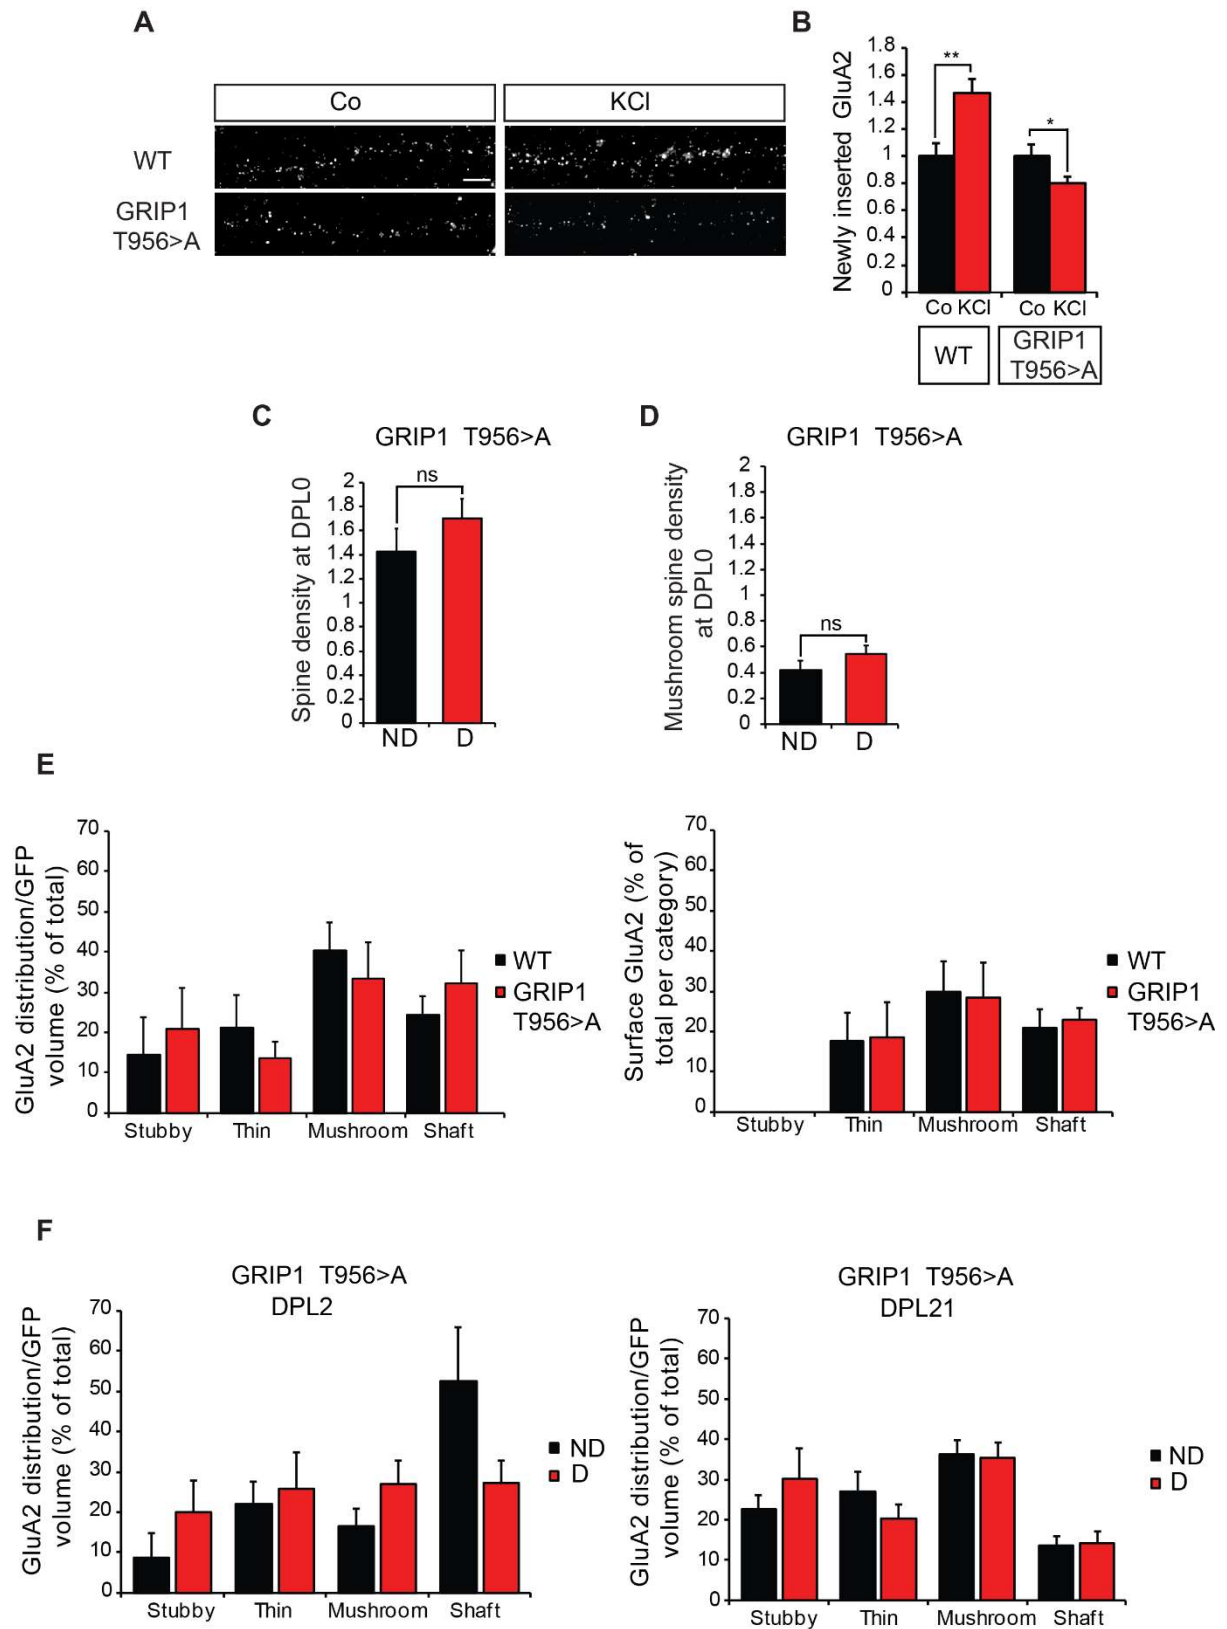 A
Co
KCl
WT
GRIP1
T956>A
B
Newly inserted GluA2
1.8
1.6
1.4
1.2
1
0.8
0.6
0.4
0.2
0
**
*
Co KCl
Co KCl
WT
GRIP1
T956>A
C
GRIP1 T956>A
Spine density at DPL0
2
1.8
1.6
1.4
1.2
1
0.8
0.6
0.4
0.2
0
ns
ND
D
D
GRIP1 T956>A
Mushroom spine density
at DPL0
2
1.8
1.6
1.4
1.2
1
0.8
0.6
0.4
0.2
0
ns
ND
D
E
GluA2 distribution/GFP
volume (% of total)
70
60
50
40
30
20
10
0
Stubby
Thin
Mushroom
Shaft
WT
GRIP1
T956>A
Surface GluA2 (% of
total per category)
70
60
50
40
30
20
10
0
Stubby
Thin
Mushroom
Shaft
WT
GRIP1
T956>A
F
GRIP1 T956>A
DPL2
GluA2 distribution/GFP
volume (% of total)
70
60
50
40
30
20
10
0
Stubby
Thin
Mushroom
Shaft
ND
D
GRIP1 T956>A
DPL21
GluA2 distribution/GFP
volume (% of total)
70
60
50
40
30
20
10
0
Stubby
Thin
Mushroom
Shaft
ND
D